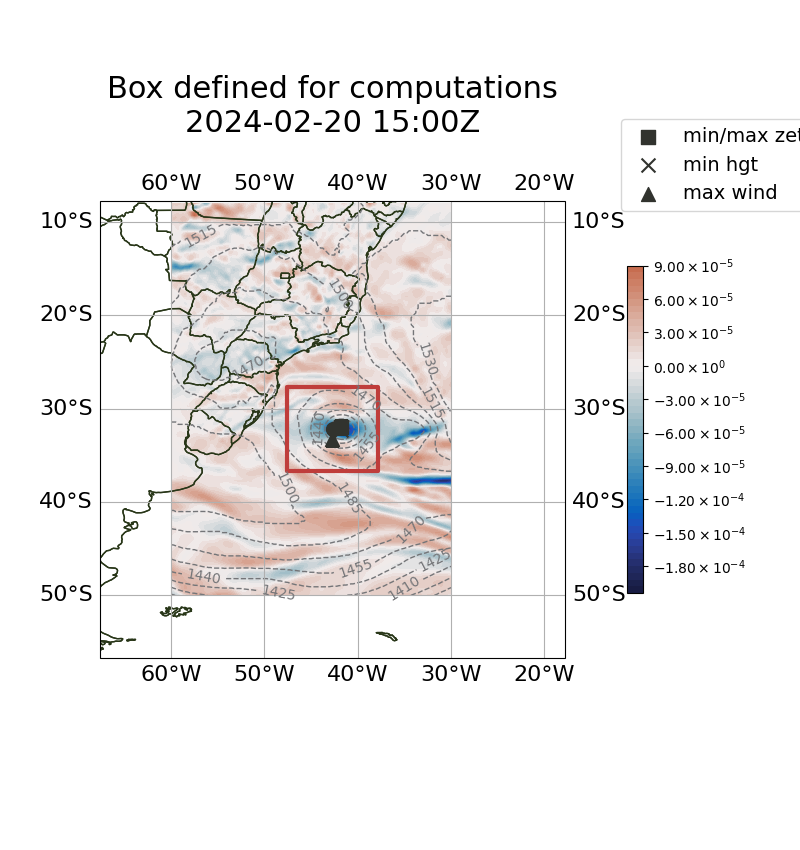 Box defined for computations
2024-02-20 15:00Z
min/max zet
min hgt
max wind
60°W 50°W 40°W 30°W 20°W
10°S 10°S
20°S 20°S
30°S 30°S
40°S 40°S
50°S 50°S
60°W 50°W 40°W 30°W 20°W
9.00 × 10⁻⁵
6.00 × 10⁻⁵
3.00 × 10⁻⁵
0.00 × 10⁰
−3.00 × 10⁻⁵
−6.00 × 10⁻⁵
−9.00 × 10⁻⁵
−1.20 × 10⁻⁴
−1.50 × 10⁻⁴
−1.80 × 10⁻⁴
1515
1530
1470
1470
1515
1500
1485
1470
1455
1425
1440
1425
1410